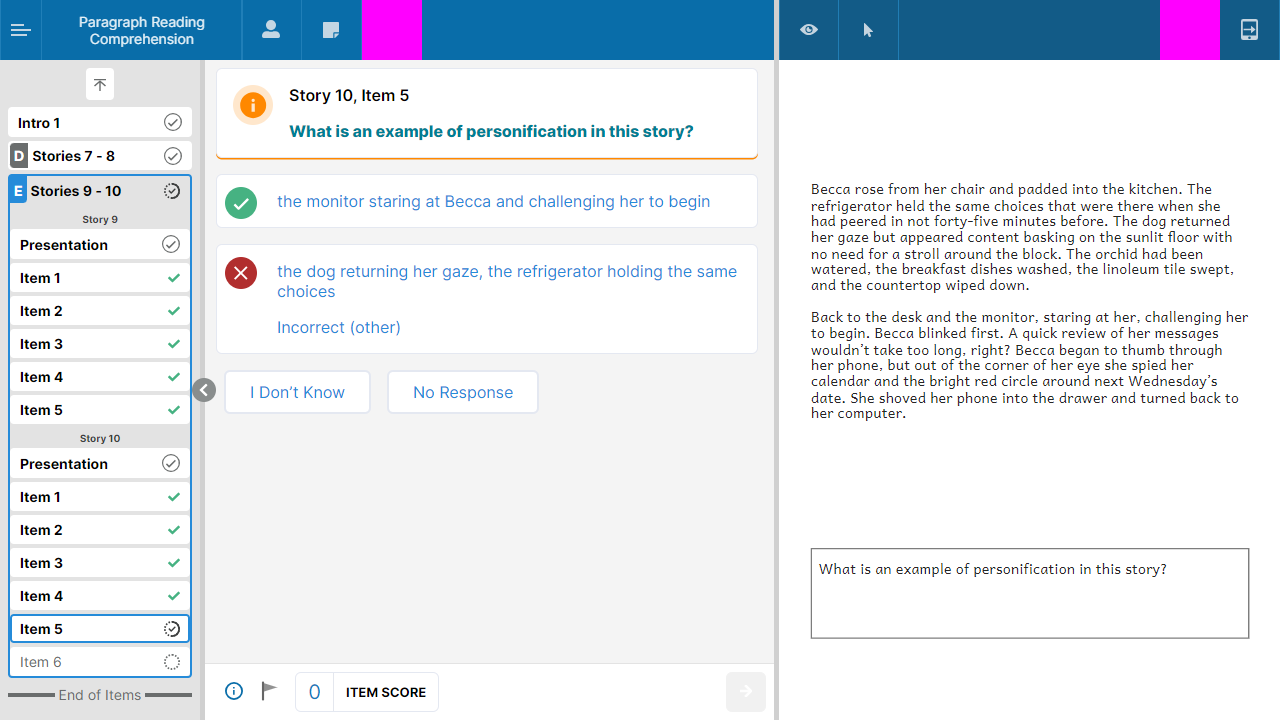 Paragraph Reading
Comprehension
Intro 1
D Stories 7 - 8
E Stories 9 - 10
Story 9
Presentation
Item 1
Item 2
Item 3
Item 4
Item 5
Story 10
Presentation
Item 1
Item 2
Item 3
Item 4
Item 5
Item 6
End of Items
Story 10, Item 5
What is an example of personification in this story?
the monitor staring at Becca and challenging her to begin
the dog returning her gaze, the refrigerator holding the same
choices
Incorrect (other)
I Don't Know
No Response
0 ITEM SCORE
Becca rose from her chair and padded into the kitchen. The
refrigerator held the same choices that were there when she
had peered in not forty-five minutes before. The dog returned
her gaze but appeared content basking on the sunlit floor with
no need for a stroll around the block. The orchid had been
watered, the breakfast dishes washed, the linoleum tile swept,
and the countertop wiped down.
Back to the desk and the monitor, staring at her, challenging her
to begin. Becca blinked first. A quick review of her messages
wouldn't take too long, right? Becca began to thumb through
her phone, but out of the corner of her eye she spied her
calendar and the bright red circle around next Wednesday's
date. She shoved her phone into the drawer and turned back to
her computer.
What is an example of personification in this story?